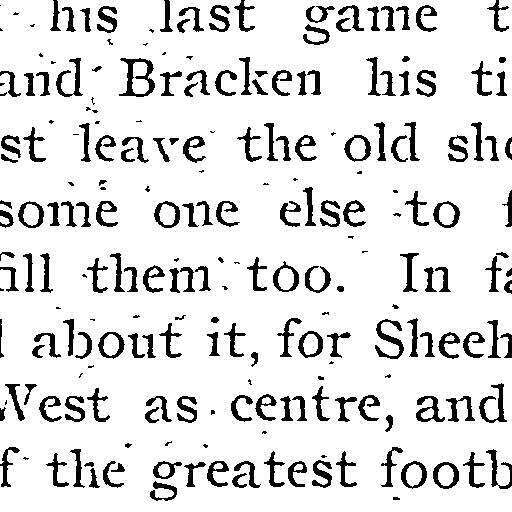 his last game t
and Bracken his ti
st leave the old sho
some one else to f
fill them too. In fa
l about it, for Sheeh
West as centre, and
f the greatest footb